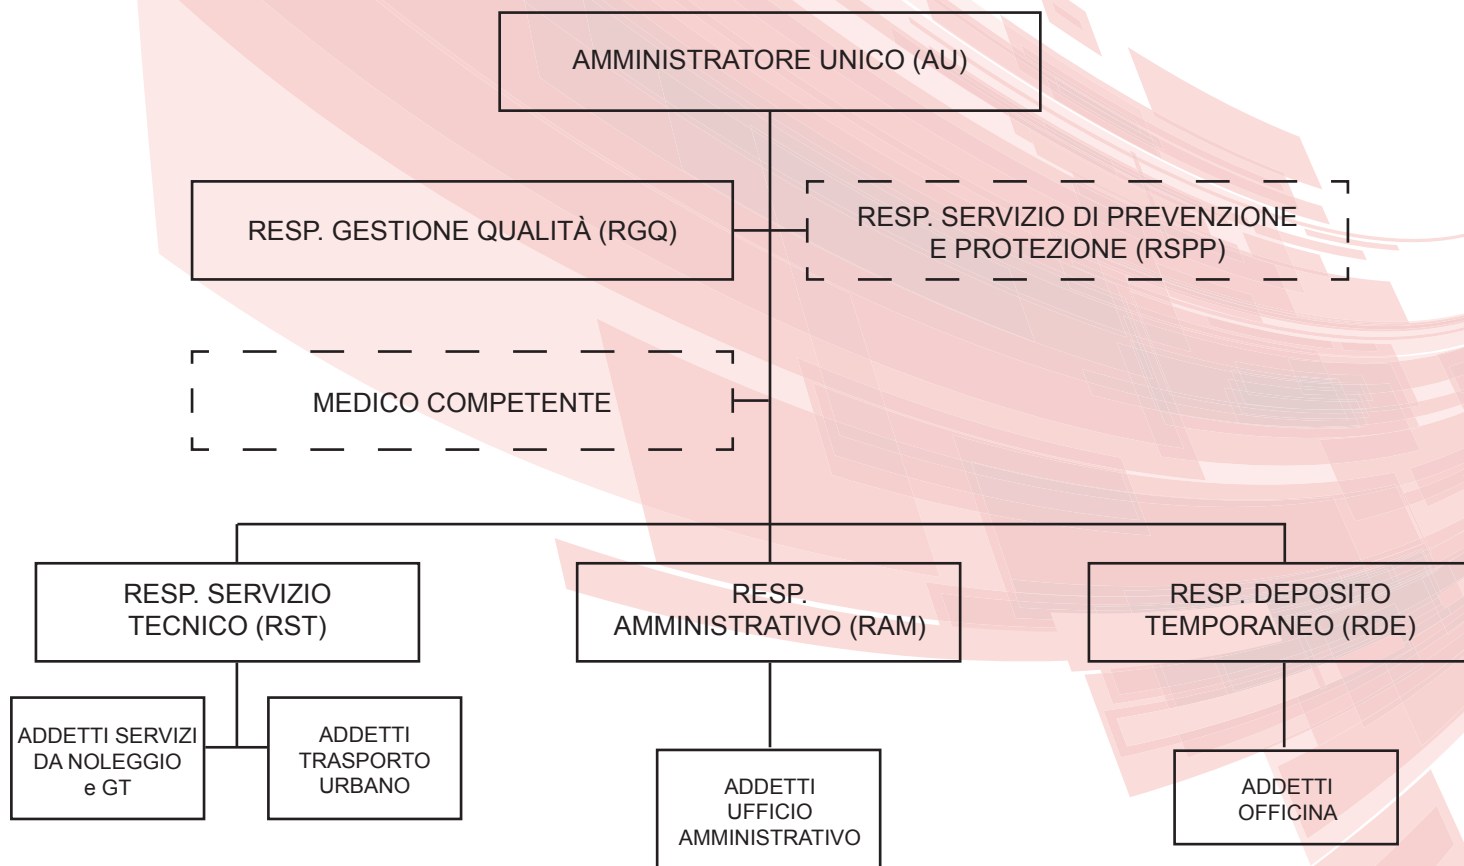 AMMINISTRATORE UNICO (AU)
RESP. GESTIONE QUALITÀ (RGQ)
RESP. SERVIZIO DI PREVENZIONE
E PROTEZIONE (RSPP)
MEDICO COMPETENTE
RESP. SERVIZIO
TECNICO (RST)
RESP.
AMMINISTRATIVO (RAM)
RESP. DEPOSITO
TEMPORANEO (RDE)
ADDETTI SERVIZI
DA NOLEGGIO
e GT
ADDETTI
TRASPORTO
URBANO
ADDETTI
UFFICIO
AMMINISTRATIVO
ADDETTI
OFFICINA